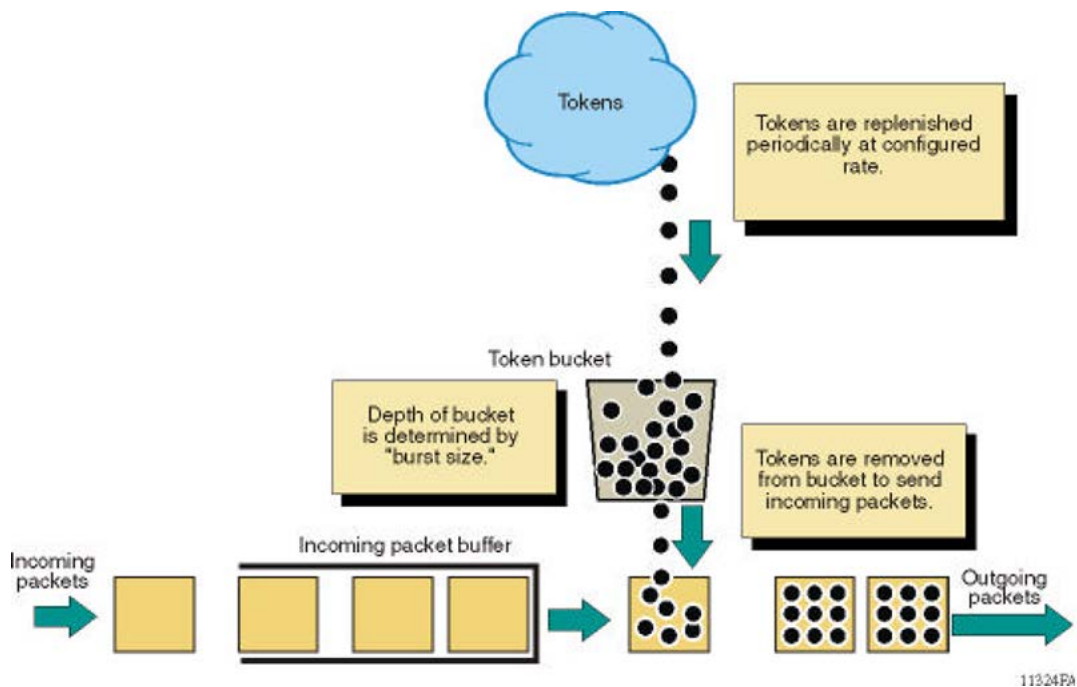 Tokens
Tokens are replenished
periodically at configured
rate.
Token bucket
Depth of bucket
is determined by
"burst size."
Tokens are removed
from bucket to send
incoming packets.
Incoming packet buffer
Incoming
packets
Outgoing
packets
11324PA